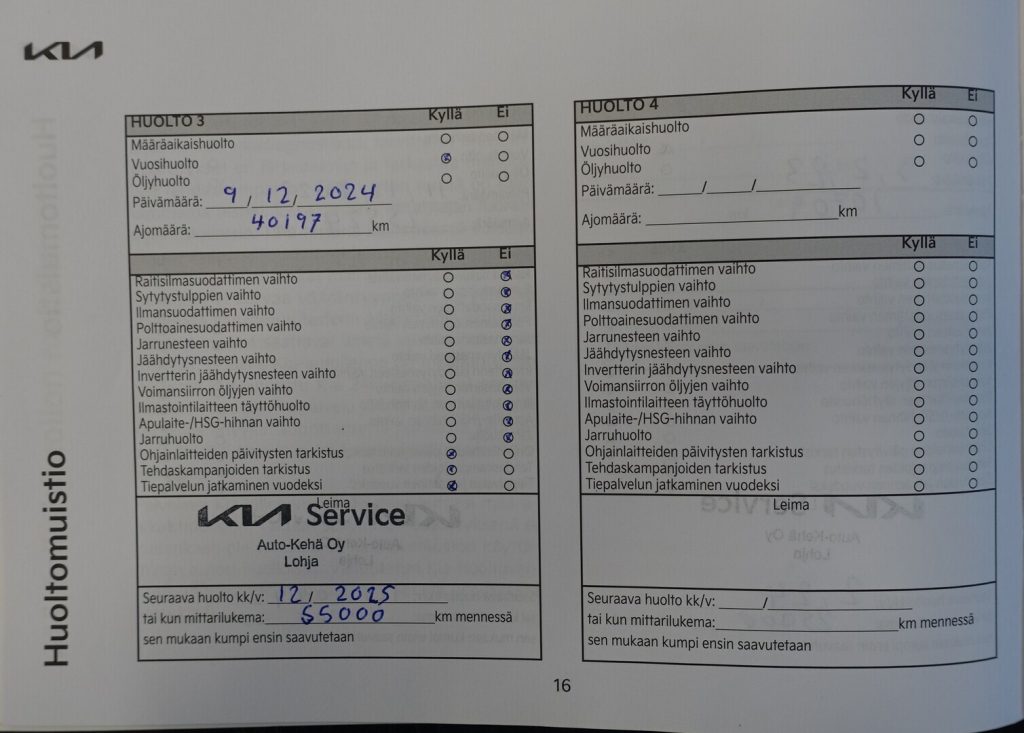 KIA
Huoltomuistio
HUOLTO 3 Kyllä Ei
Määräaikaishuolto
Vuosihuolto
Öljyhuolto
Päivämäärä: 9 / 12 / 2024
Ajomäärä: 40197 km
Kyllä Ei
Raitisilmasuodattimen vaihto
Sytytystulppien vaihto
Ilmansuodattimen vaihto
Polttoainesuodattimen vaihto
Jarrunesteen vaihto
Jäähdytysnesteen vaihto
Invertterin jäähdytysnesteen vaihto
Voimansiirron öljyjen vaihto
Ilmastointilaitteen täyttöhuolto
Apulaite-/HSG-hihnan vaihto
Jarruhuolto
Ohjainlaitteiden päivitysten tarkistus
Tehdaskampanjoiden tarkistus
Tiepalvelun jatkaminen vuodeksi
Leima
KIA Service
Auto-Kehä Oy
Lohja
Seuraava huolto kk/v: 12 / 2025
tai kun mittarilukema: 55000 km mennessä
sen mukaan kumpi ensin saavutetaan
HUOLTO 4 Kyllä Ei
Määräaikaishuolto
Vuosihuolto
Öljyhuolto
Päivämäärä: ______/______/______________
Ajomäärä: __________________________ km
Kyllä Ei
Raitisilmasuodattimen vaihto
Sytytystulppien vaihto
Ilmansuodattimen vaihto
Polttoainesuodattimen vaihto
Jarrunesteen vaihto
Jäähdytysnesteen vaihto
Invertterin jäähdytysnesteen vaihto
Voimansiirron öljyjen vaihto
Ilmastointilaitteen täyttöhuolto
Apulaite-/HSG-hihnan vaihto
Jarruhuolto
Ohjainlaitteiden päivitysten tarkistus
Tehdaskampanjoiden tarkistus
Tiepalvelun jatkaminen vuodeksi
Leima
Seuraava huolto kk/v: ______/____________________
tai kun mittarilukema:__________________________km mennessä
sen mukaan kumpi ensin saavutetaan
16